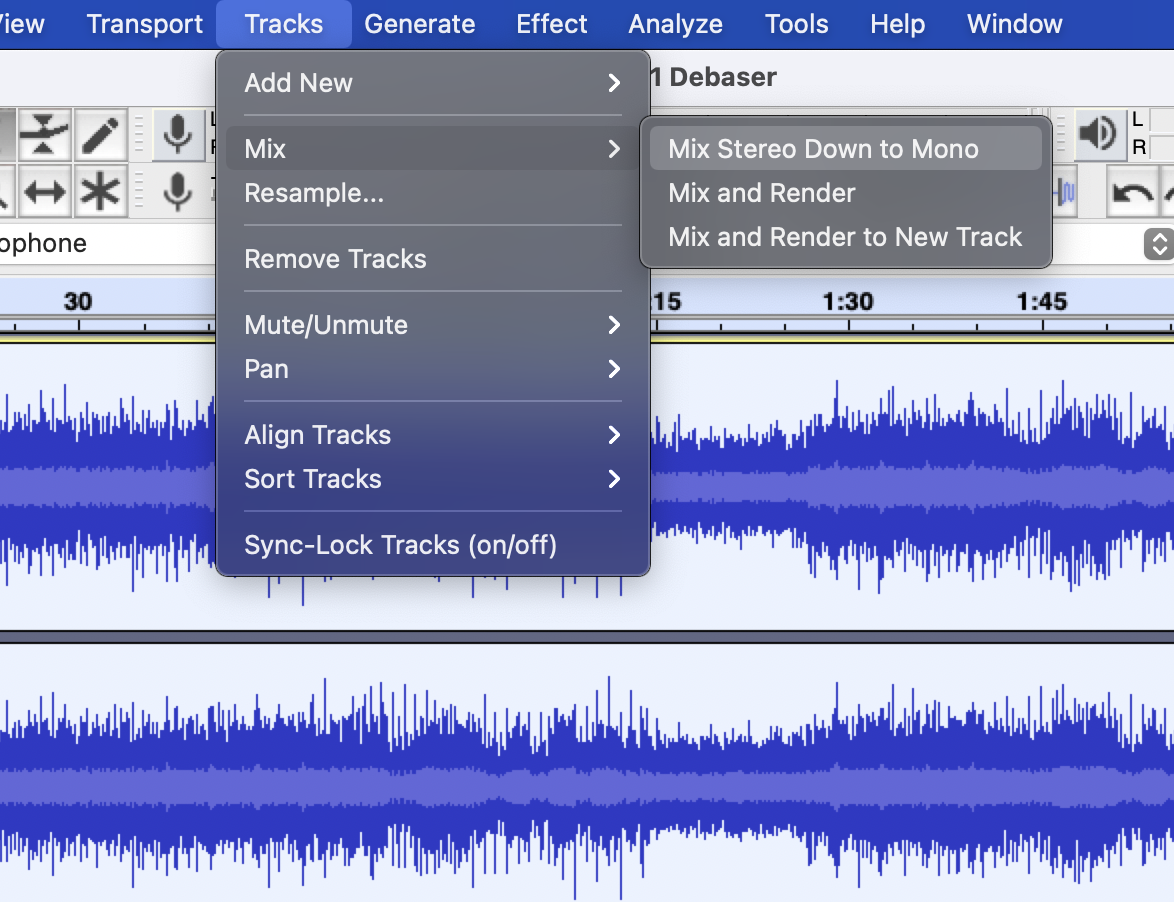 View Transport Tracks Generate Effect Analyze Tools Help Window
1 Debaser
Add New
Mix
Resample...
Remove Tracks
Mute/Unmute
Pan
Align Tracks
Sort Tracks
Sync-Lock Tracks (on/off)
Mix Stereo Down to Mono
Mix and Render
Mix and Render to New Track
L
R
ophone
30 :15 1:30 1:45